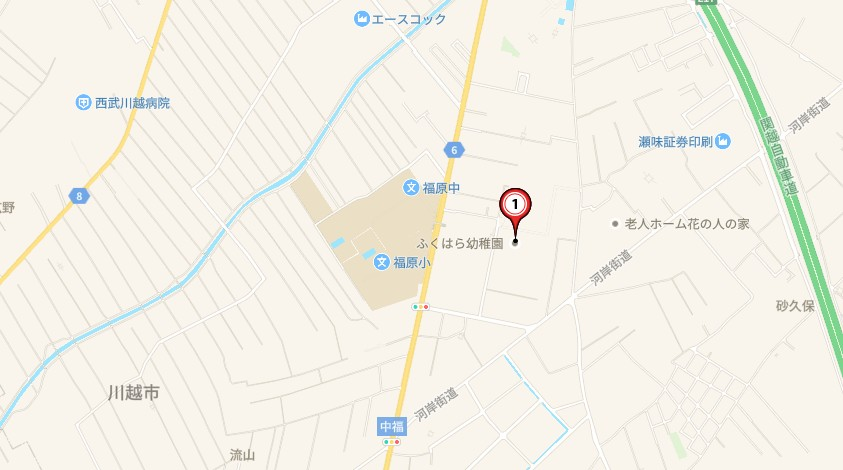 エースコック
関越自動車道
河岸街道
西武川越病院
瀬味証券印刷
6
福原中
8
1
老人ホーム花の人の家
ふくはら幼稚園
福原小
河岸街道
砂久保
川越市
河岸街道
中福
流山